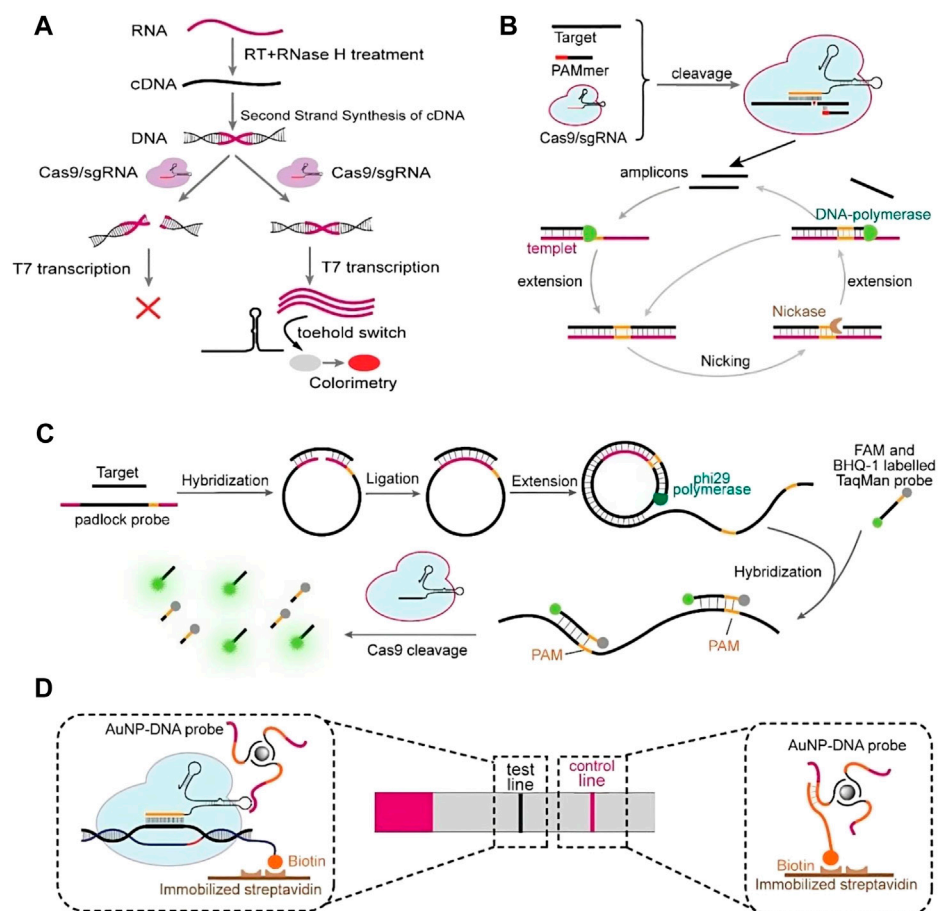 A
RNA
RT+RNase H treatment
cDNA
Second Strand Synthesis of cDNA
DNA
Cas9/sgRNA
Cas9/sgRNA
T7 transcription
T7 transcription
toehold switch
Colorimetry
B
Target
PAMmer
Cas9/sgRNA
cleavage
amplicons
DNA-polymerase
templet
extension
extension
Nickase
Nicking
C
Target
padlock probe
Hybridization
Ligation
Extension
phi29
polymerase
FAM and
BHQ-1 labelled
TaqMan probe
Hybridization
PAM
PAM
Cas9 cleavage
D
AuNP-DNA probe
Biotin
Immobilized streptavidin
test
line
control
line
AuNP-DNA probe
Biotin
Immobilized streptavidin